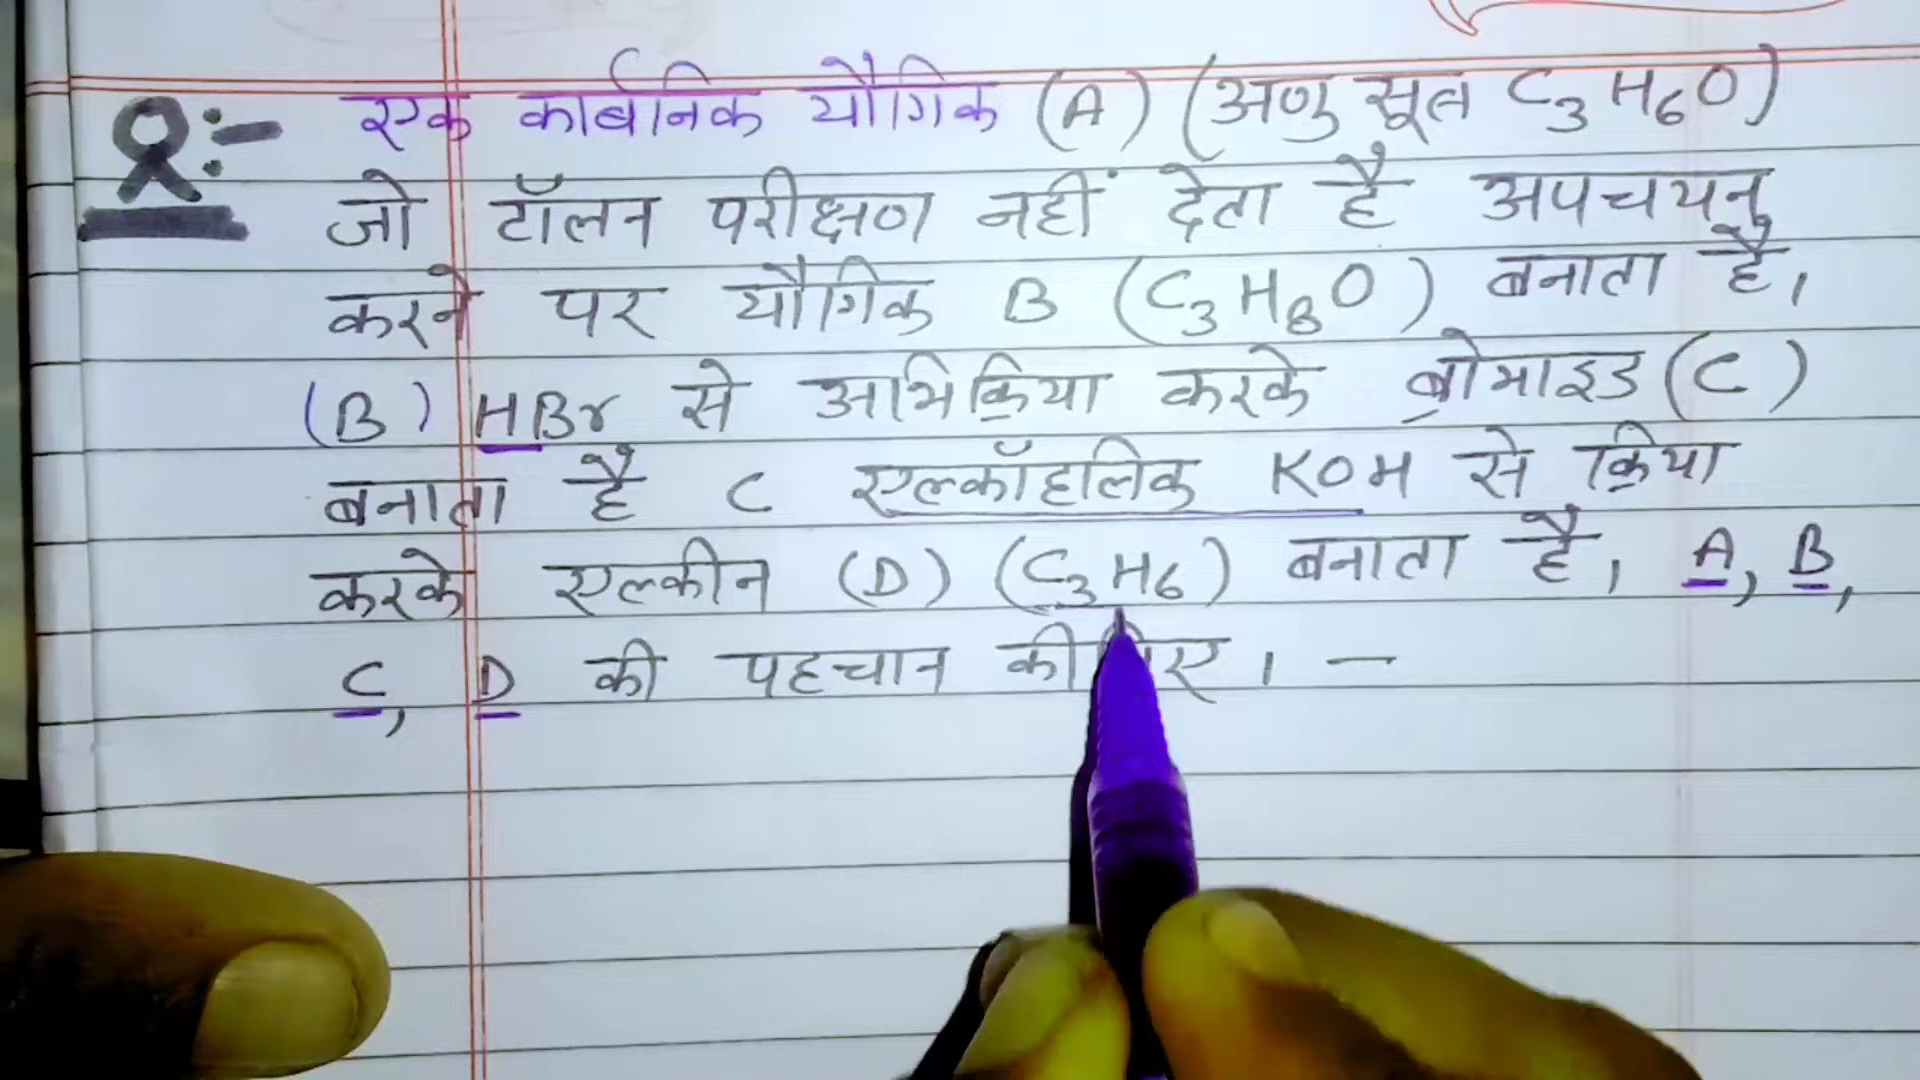 Q:- एक कार्बनिक यौगिक (A) (अणु सूत्र C₃H₆O)
जो टॉलन परीक्षण नहीं देता है अपचयन
करने पर यौगिक B (C₃H₈O) बनाता है।
(B) HBr से अभिक्रिया करके ब्रोमाइड (C)
बनाता है C एल्कॉहलिक KOH से क्रिया
करके एल्कीन (D) (C₃H₆) बनाता है। A, B,
C, D की पहचान । —